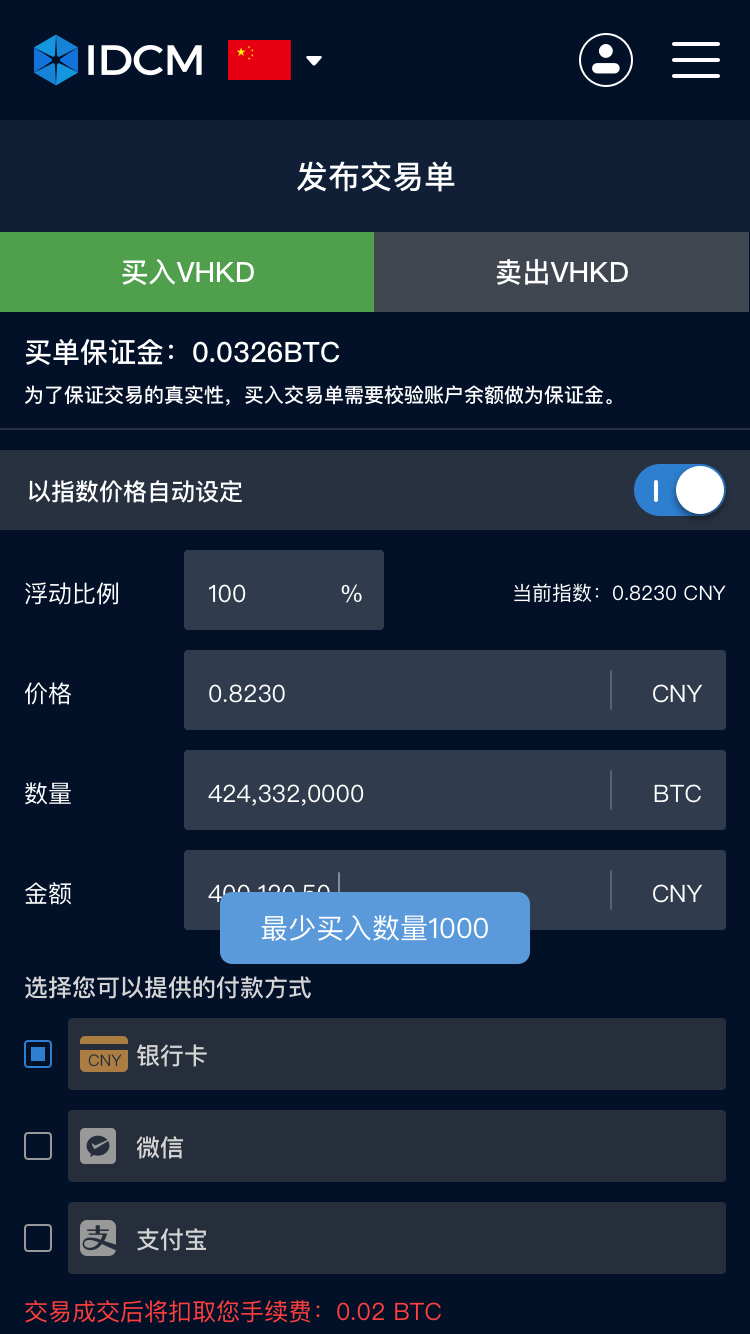 IDCM
发布交易单
买入VHKD
卖出VHKD
买单保证金：0.0326BTC
为了保证交易的真实性，买入交易单需要校验账户余额做为保证金。
以指数价格自动设定
浮动比例 100 % 当前指数：0.8230 CNY
价格 0.8230 CNY
数量 424,332,0000 BTC
金额 400,120.50 CNY
最少买入数量1000
选择您可以提供的付款方式
CNY 银行卡
微信
支 支付宝
交易成交后将扣取您手续费：0.02 BTC